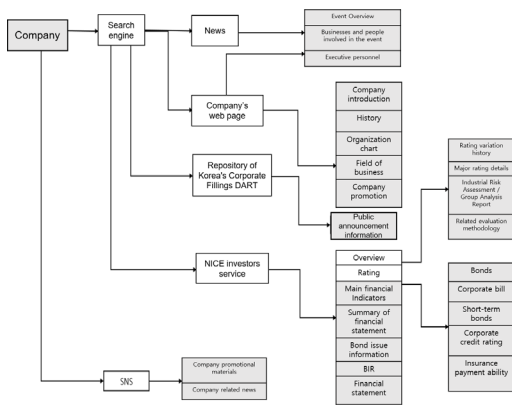 Company
Search
engine
News
Event Overview
Businesses and people
involved in the event
Executive personnel
Company's
web page
Company
introduction
History
Organization
chart
Field of
business
Company
promotion
Repository of
Korea's Corporate
Fillings DART
Public
announcement
information
Rating variation
history
Major rating details
Industrial Risk
Assessment /
Group Analysis
Report
Related evaluation
methodology
NICE investors
service
Overview
Rating
Main financial
Indicators
Summary of
financial
statement
Bond issue
information
BIR
Financial
statement
Bonds
Corporate bill
Short-term
bonds
Corporate
credit rating
Insurance
payment ability
SNS
Company promotional
materials
Company related news